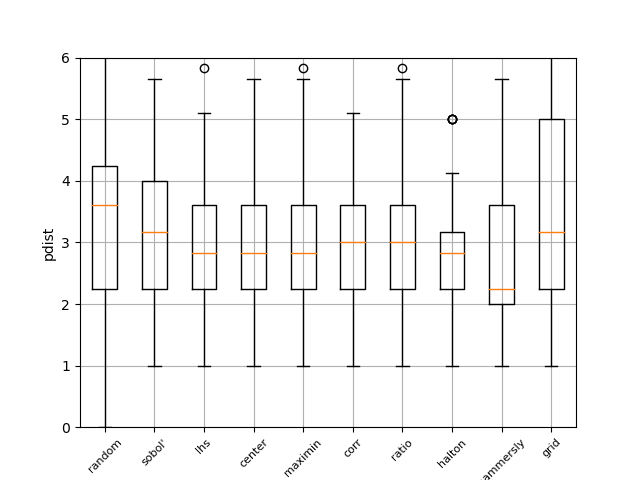 6
5
4
3
2
1
0
pdist
random
sobol'
lhs
center
maximin
corr
ratio
halton
ammersly
grid